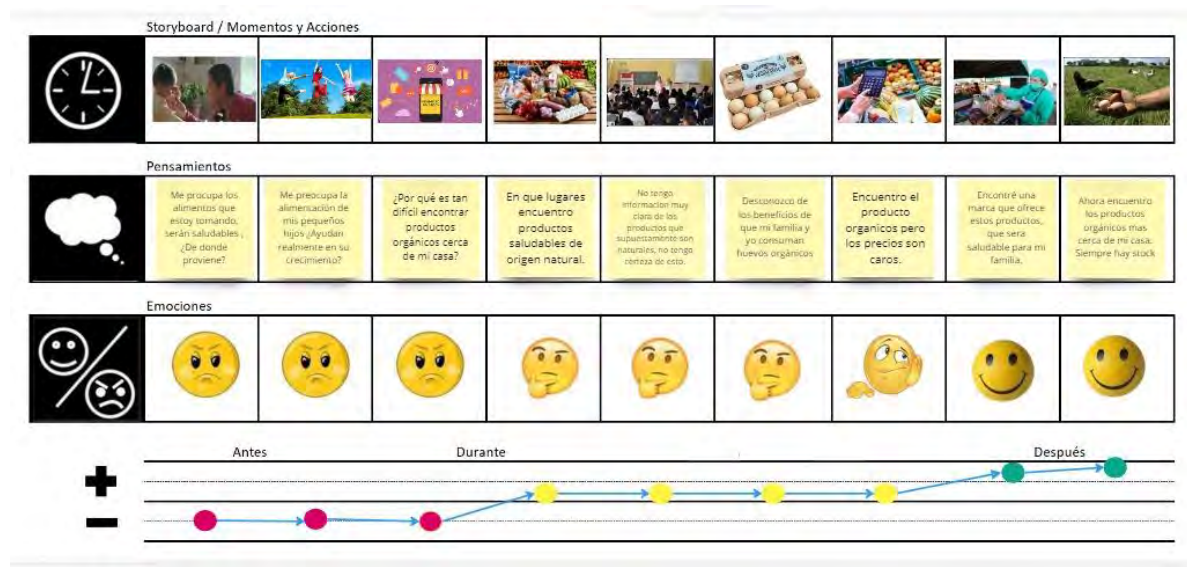 Storyboard / Momentos y Acciones
Pensamientos
Me procupa los
alimentos que
estoy tomando,
serán saludables ,
¿De donde
proviene?
Me preocupa la
alimentación de
mis pequeños
hijos ¿Ayudan
realmente en su
crecimiento?
¿Por qué es tan
difícil encontrar
productos
orgánicos cerca
de mi casa?
En que lugares
encuentro
productos
saludables de
origen natural.
No tengo
informacion muy
clara de los
productos que
supuestamente son
naturales, no tengo
certeza de esto.
Desconozco de
los beneficios de
que mi familia y
yo consuman
huevos orgánicos
Encuentro el
producto
organicos pero
los precios son
caros.
Encontré una
marca que ofrece
estos productos,
que sera
saludable para mi
familia.
Ahora encuentro
los productos
orgánicos mas
cerca de mi casa.
Siempre hay stock
Emociones
Antes
Durante
Después